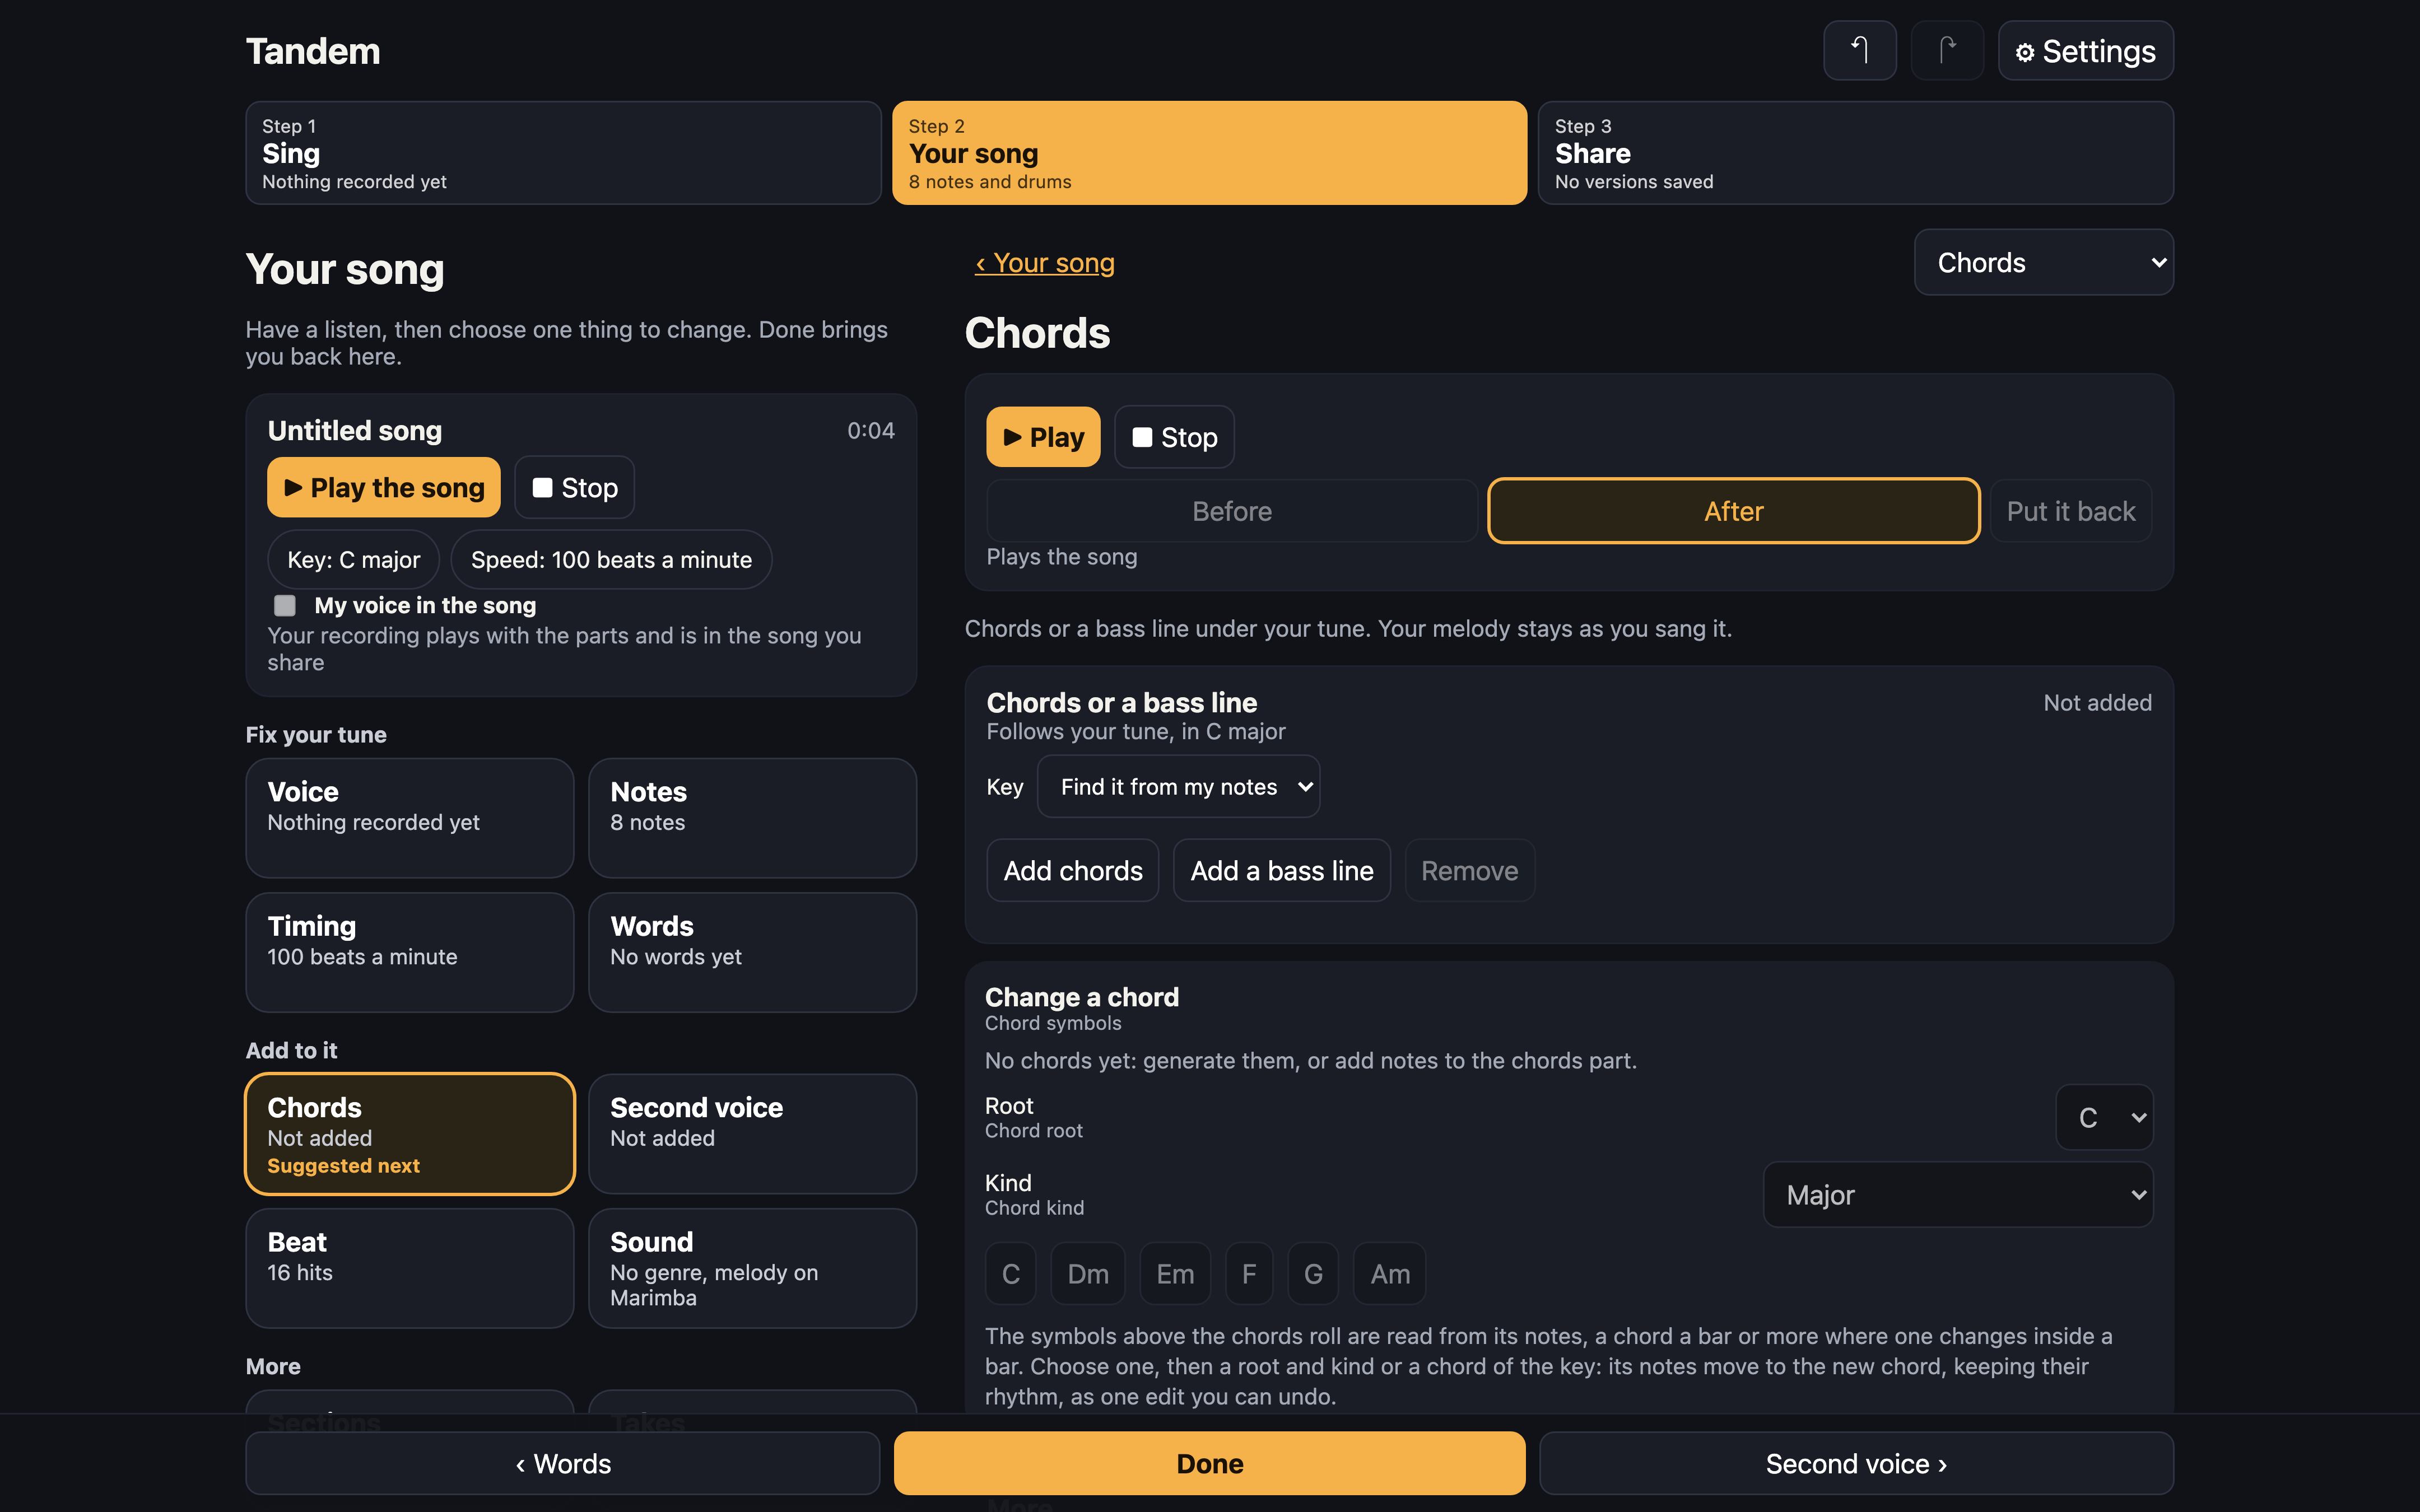 Tandem
Settings
Step 1
Sing
Nothing recorded yet
Step 2
Your song
8 notes and drums
Step 3
Share
No versions saved
Your song
Have a listen, then choose one thing to change. Done brings
you back here.
Untitled song
0:04
Play the song
Stop
Key: C major
Speed: 100 beats a minute
My voice in the song
Your recording plays with the parts and is in the song you
share
Fix your tune
Voice
Nothing recorded yet
Notes
8 notes
Timing
100 beats a minute
Words
No words yet
Add to it
Chords
Not added
Suggested next
Second voice
Not added
Beat
16 hits
Sound
No genre, melody on
Marimba
More
Sections
Takes
‹ Your song
Chords
Chords
Play
Stop
Before
After
Put it back
Plays the song
Chords or a bass line under your tune. Your melody stays as you sang it.
Chords or a bass line
Not added
Follows your tune, in C major
Key
Find it from my notes
Add chords
Add a bass line
Remove
Change a chord
Chord symbols
No chords yet: generate them, or add notes to the chords part.
Root
Chord root
C
Kind
Chord kind
Major
C
Dm
Em
F
G
Am
The symbols above the chords roll are read from its notes, a chord a bar or more where one changes inside a
bar. Choose one, then a root and kind or a chord of the key: its notes move to the new chord, keeping their
rhythm, as one edit you can undo.
‹ Words
Done
Second voice ›
More